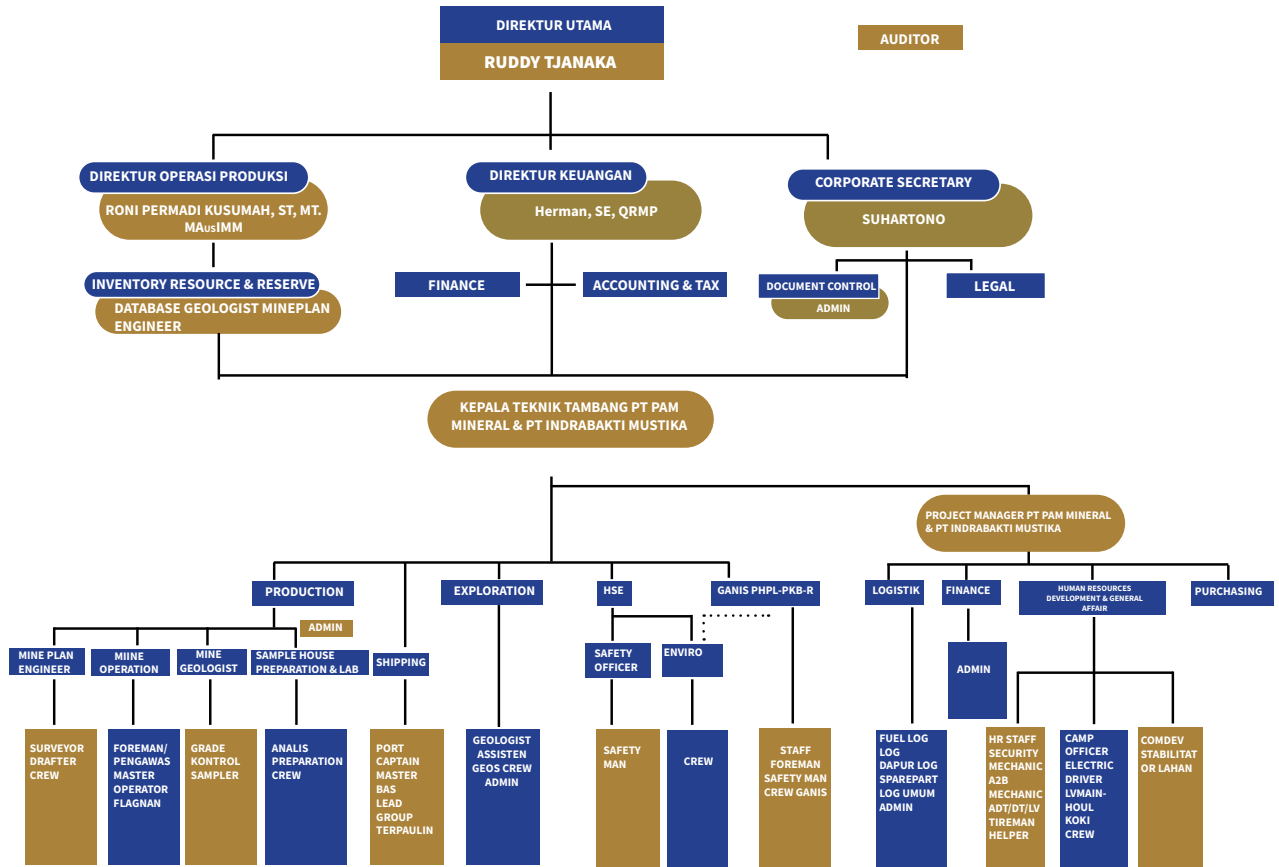 DIREKTUR UTAMA
RUDDY TJANAKA
AUDITOR
DIREKTUR OPERASI PRODUKSI
RONI PERMADI KUSUMAH, ST, MT.
MAusIMM
DIREKTUR KEUANGAN
Herman, SE, QRMP
CORPORATE SECRETARY
SUHARTONO
INVENTORY RESOURCE & RESERVE
DATABASE GEOLOGIST MINEPLAN
ENGINEER
FINANCE
ACCOUNTING & TAX
DOCUMENT CONTROL
ADMIN
LEGAL
KEPALA TEKNIK TAMBANG PT PAM
MINERAL & PT INDRABAKTI MUSTIKA
PROJECT MANAGER PT PAM MINERAL
& PT INDRABAKTI MUSTIKA
PRODUCTION
EXPLORATION
HSE
GANIS PHPL-PKB-R
LOGISTIK
FINANCE
HUMAN RESOURCES
DEVELOPMENT & GENERAL
AFFAIR
PURCHASING
ADMIN
MINE PLAN
ENGINEER
MIINE
OPERATION
MINE
GEOLOGIST
SAMPLE HOUSE
PREPARATION & LAB
SHIPPING
SAFETY
OFFICER
ENVIRO
ADMIN
SURVEYOR
DRAFTER
CREW
FOREMAN/
PENGAWAS
MASTER
OPERATOR
FLAGNAN
GRADE
KONTROL
SAMPLER
ANALIS
PREPARATION
CREW
PORT
CAPTAIN
MASTER
BAS
LEAD
GROUP
TERPAULIN
GEOLOGIST
ASSISTEN
GEOS CREW
ADMIN
SAFETY
MAN
CREW
STAFF
FOREMAN
SAFETY MAN
CREW GANIS
FUEL LOG
LOG
DAPUR LOG
SPAREPART
LOG UMUM
ADMIN
HR STAFF
SECURITY
MECHANIC
A2B
MECHANIC
ADT/DT/LV
TIREMAN
HELPER
CAMP
OFFICER
ELECTRIC
DRIVER
LVMAIN-
HOUL
KOKI
CREW
COMDEV
STABILITAT
OR LAHAN